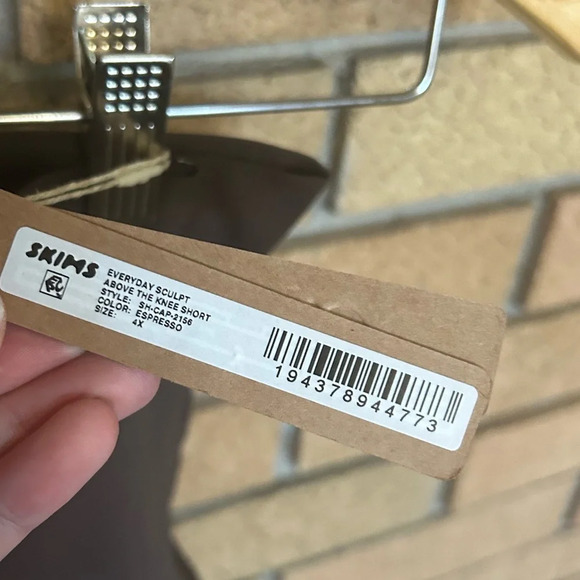 SKIMS
EVERYDAY SCULPT
ABOVE THE KNEE SHORT
STYLE: SH-CAP-2156
COLOR: ESPRESSO
SIZE: 4X
194378944773